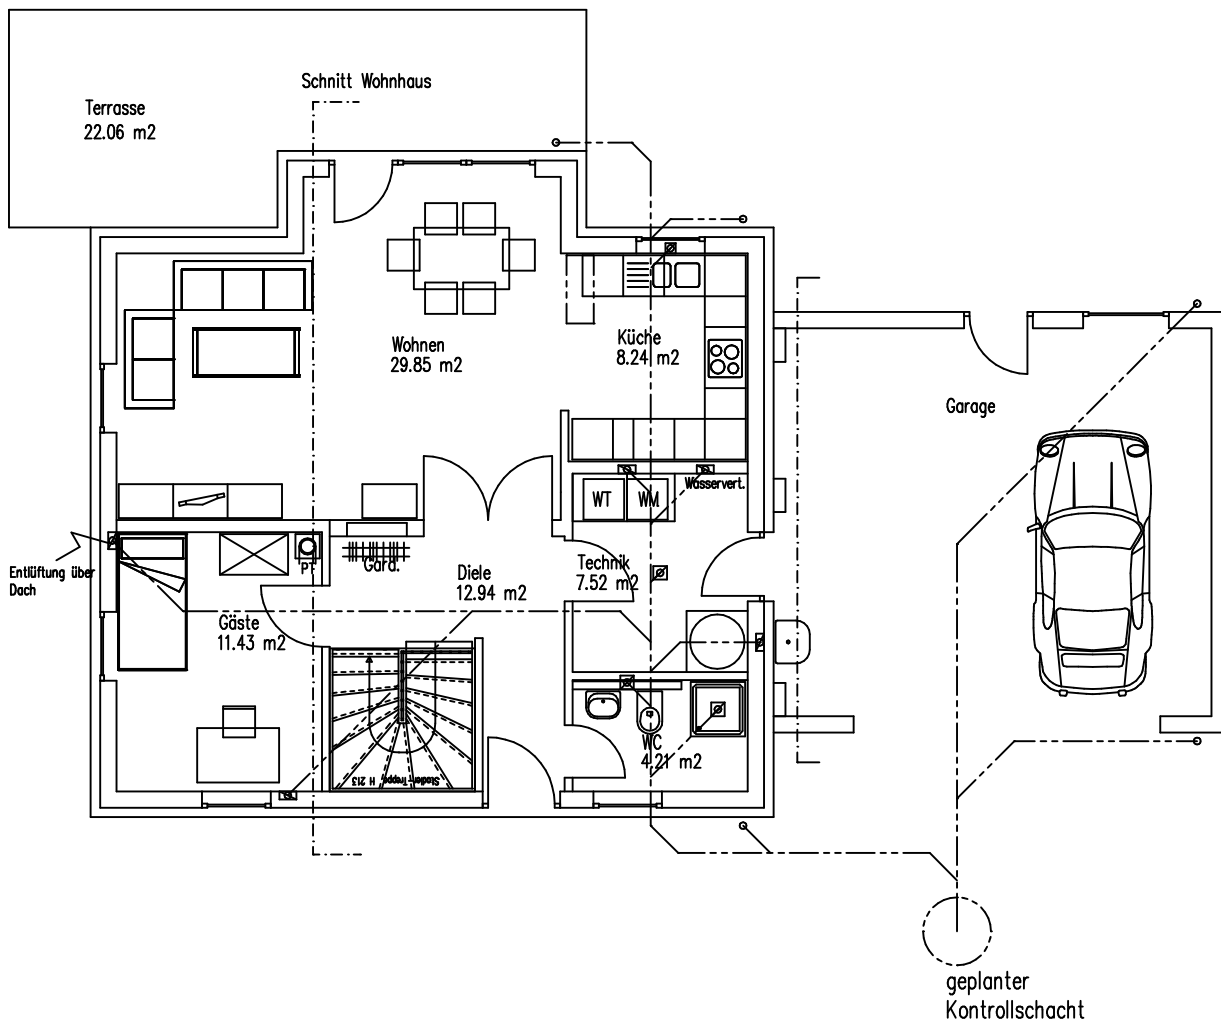 Schnitt Wohnhaus
Terrasse
22.06 m2
Wohnen
29.85 m2
Küche
8.24 m2
Garage
WT
WM
Wasservert.
Entlüftung über
Dach
PT
Gard.
Diele
12.94 m2
Technik
7.52 m2
Gäste
11.43 m2
WC
4.21 m2
H 213
geplanter
Kontrollschacht